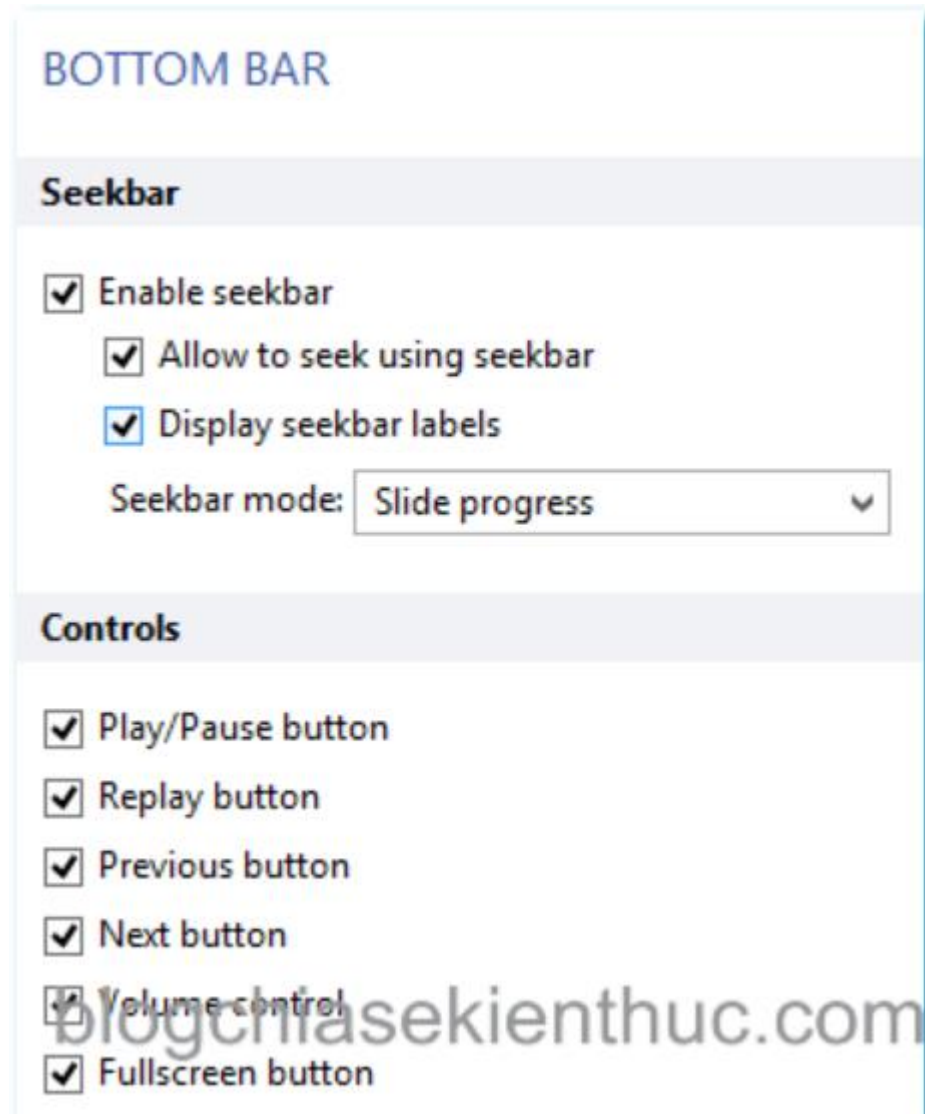 BOTTOM BAR
Seekbar
Enable seekbar
Allow to seek using seekbar
Display seekbar labels
Seekbar mode: Slide progress
Controls
Play/Pause button
Replay button
Previous button
Next button
Volume control
blogchiasekienthuc.com
Fullscreen button